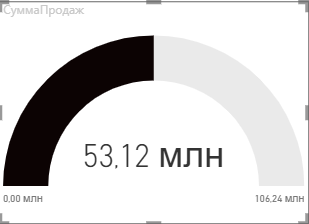 СуммаПродаж
53,12 млн
0,00 млн
106,24 млн